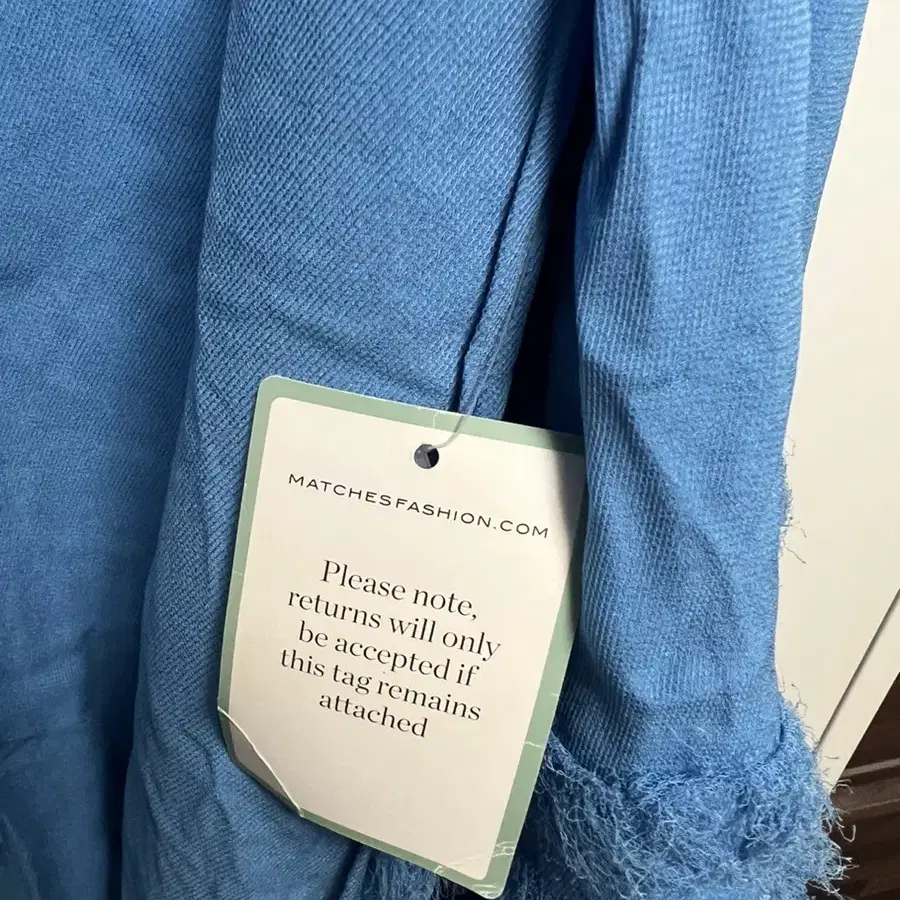 MATCHESFASHION.COM
Please note,
returns will only
be accepted if
this tag remains
attached